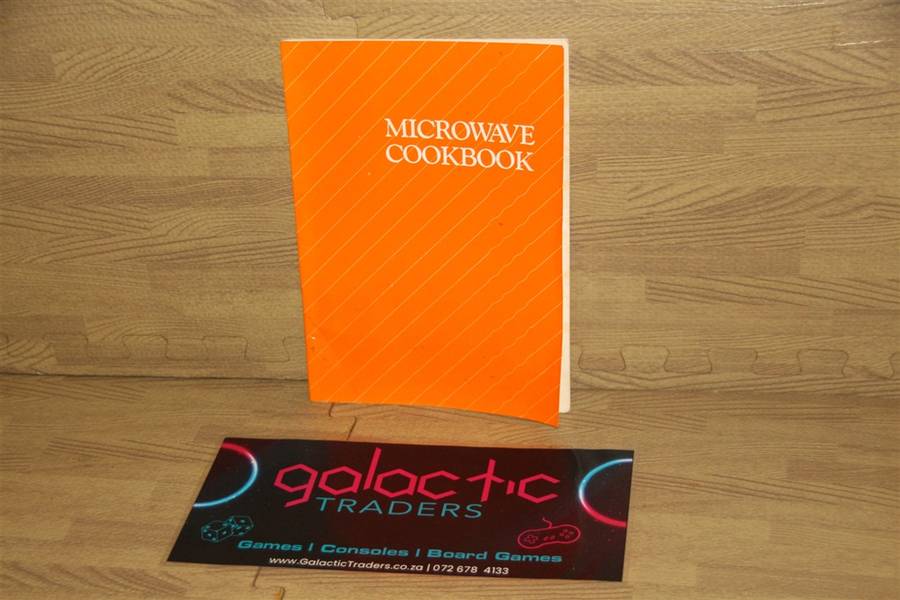 MICROWAVE
COOKBOOK
galactic
TRADERS
Games | Consoles | Board Games
www.GalacticTraders.co.za | 072 678 4133